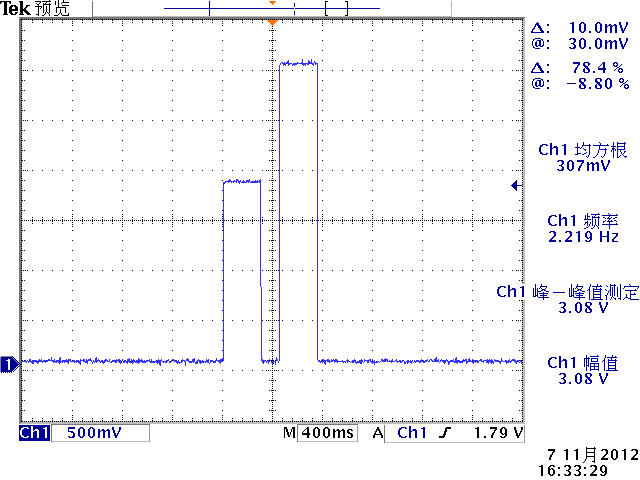 Tek 预览
Δ: 10.0mV
@: 30.0mV
Δ: 78.4 %
@: −8.80 %
Ch1 均方根
307mV
Ch1 频率
2.219 Hz
Ch1 峰−峰值测定
3.08 V
1
Ch1 幅值
3.08 V
Ch1 500mV M 400ms A Ch1 1.79 V
7 11月2012
16:33:29